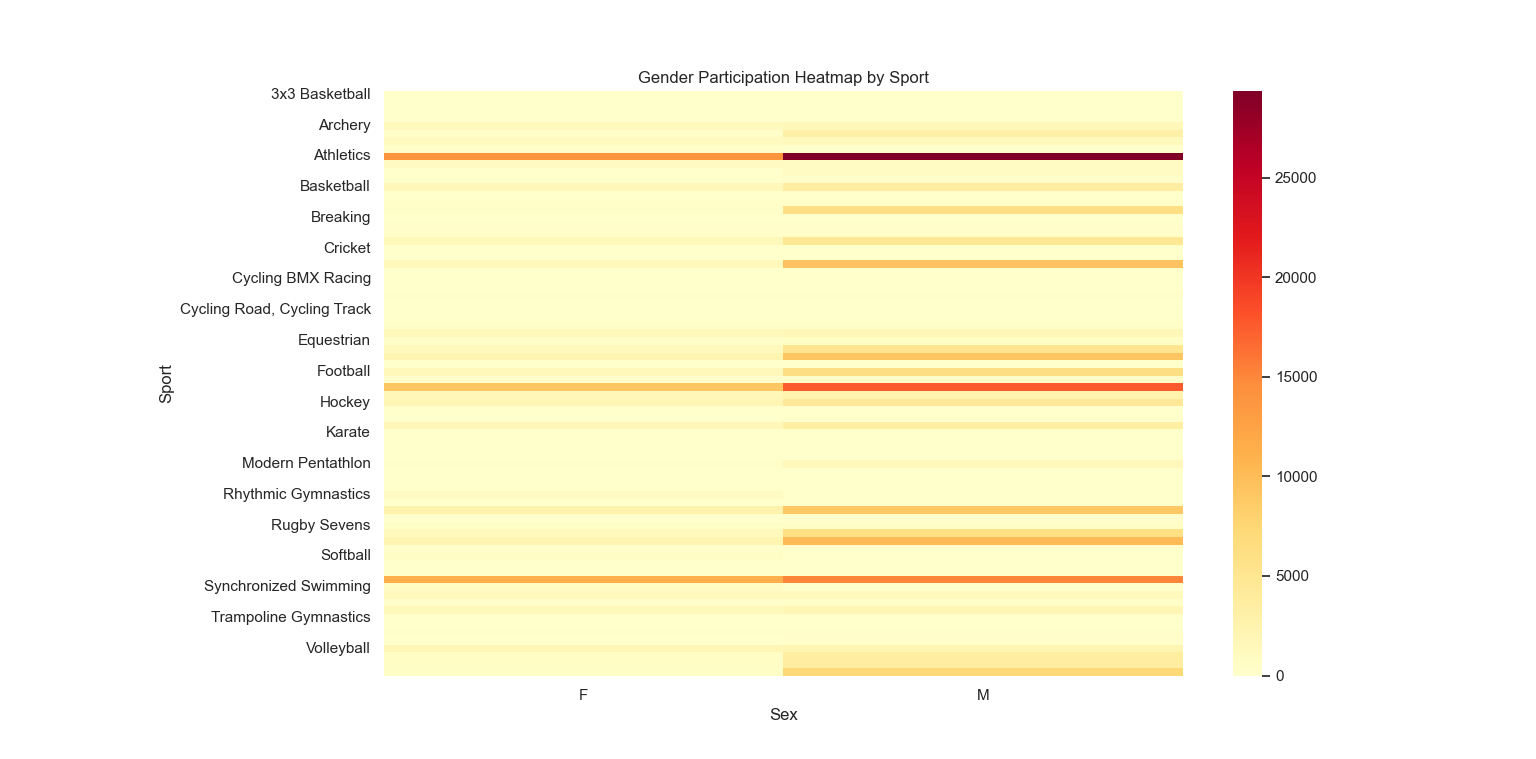 Gender Participation Heatmap by Sport
3x3 Basketball
Archery
Athletics
Basketball
Breaking
Cricket
Cycling BMX Racing
Cycling Road, Cycling Track
Equestrian
Football
Hockey
Karate
Modern Pentathlon
Rhythmic Gymnastics
Rugby Sevens
Softball
Synchronized Swimming
Trampoline Gymnastics
Volleyball
Sport
F M
Sex
25000
20000
15000
10000
5000
0